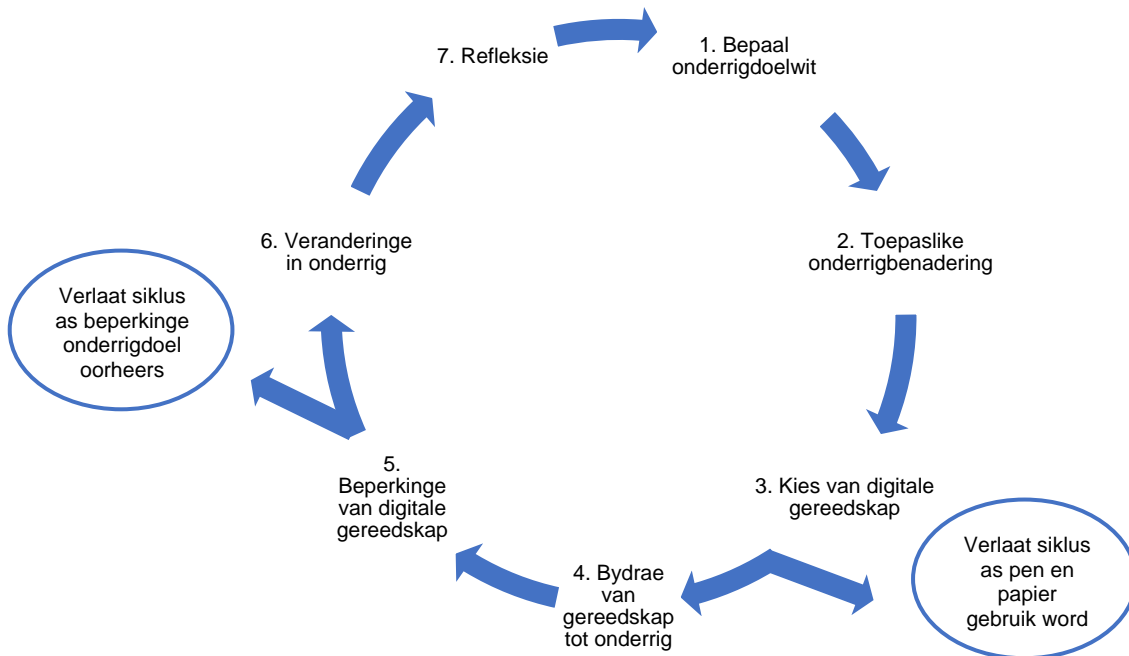 1. Bepaal
onderrigdoelwit
2. Toepaslike
onderrigbenadering
3. Kies van digitale
gereedskap
Verlaat siklus
as pen en
papier
gebruik word
4. Bydrae
van
gereedskap
tot onderrig
5.
Beperkinge
van digitale
gereedskap
Verlaat siklus
as beperkinge
onderrigdoel
oorheers
6. Veranderinge
in onderrig
7. Refleksie